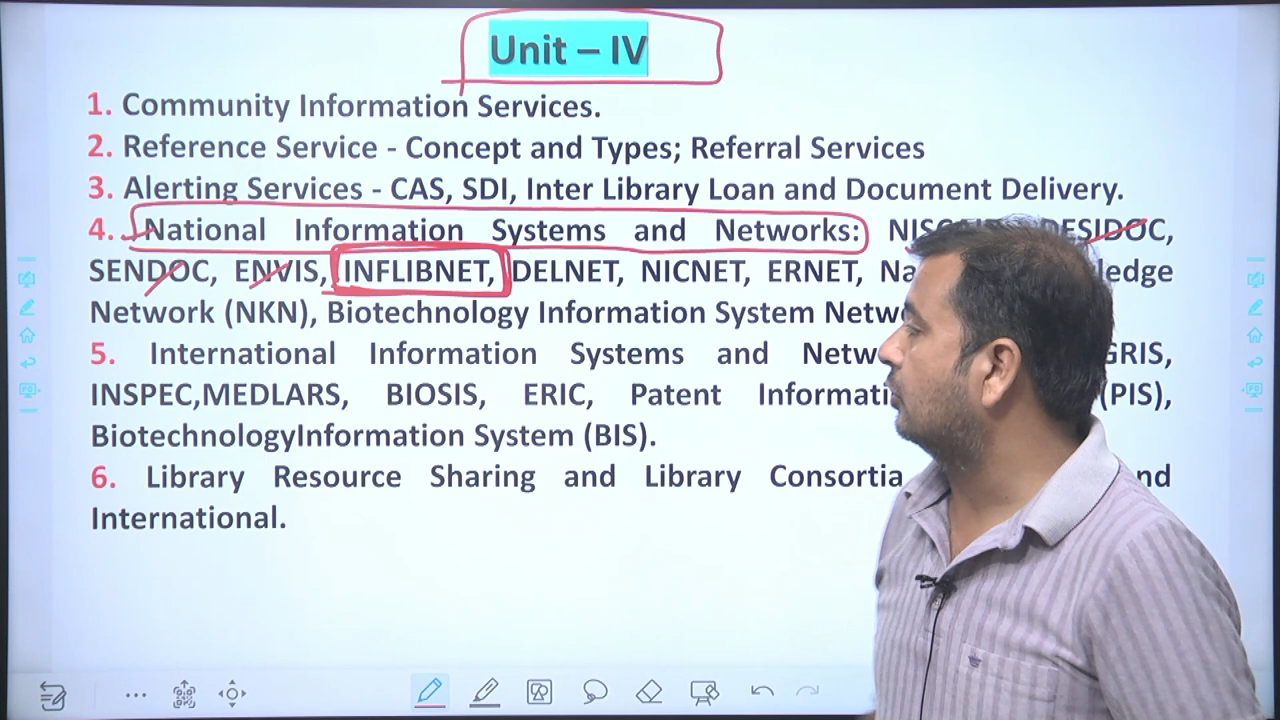 Unit – IV
1. Community Information Services.
2. Reference Service - Concept and Types; Referral Services
3. Alerting Services - CAS, SDI, Inter Library Loan and Document Delivery.
4. National Information Systems and Networks: DESIDOC,
SENDOC, ENVIS, INFLIBNET, DELNET, NICNET, ERNET,
Network (NKN), Biotechnology Information System
5. International Information Systems and
INSPEC,MEDLARS, BIOSIS, ERIC, Patent (PIS),
BiotechnologyInformation System (BIS).
6. Library Resource Sharing and Library Consortia
International.